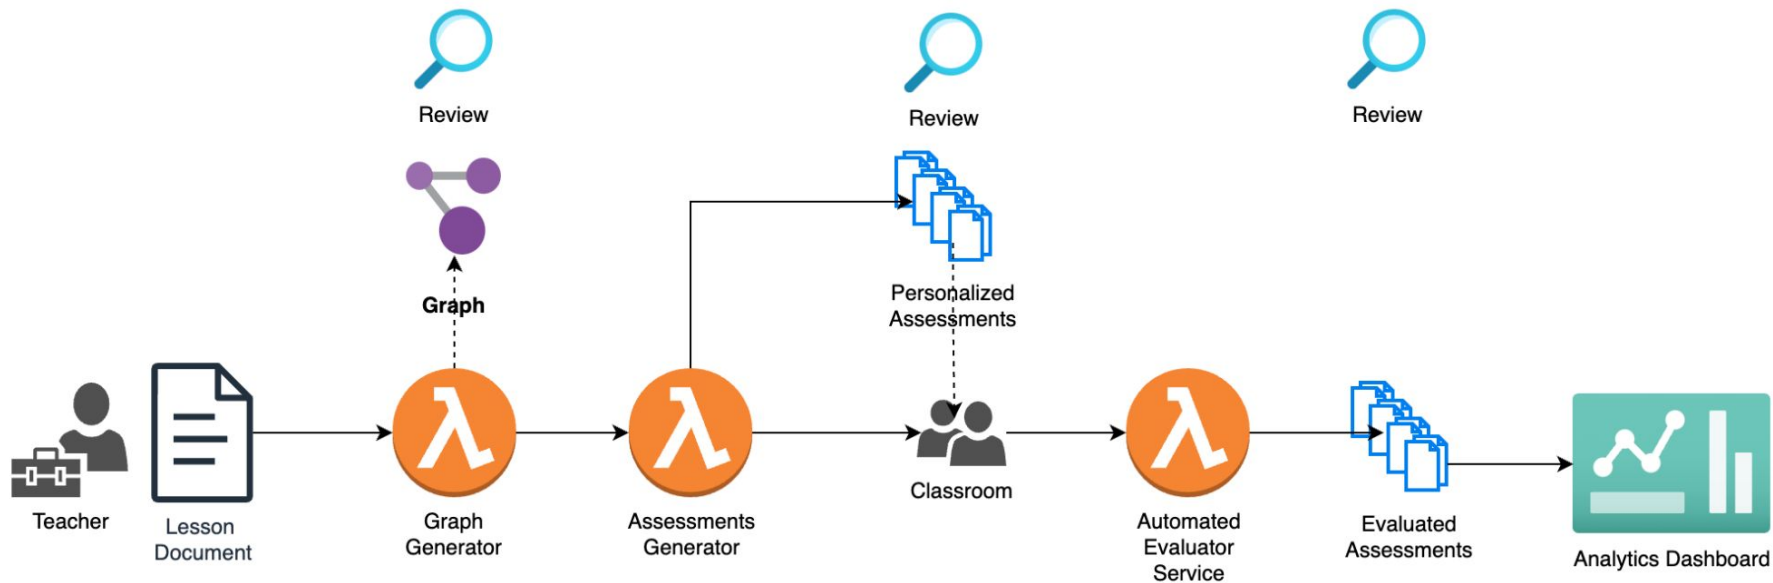 Review
Review
Review
Graph
Personalized
Assessments
Teacher
Lesson
Document
Graph
Generator
Assessments
Generator
Classroom
Automated
Evaluator
Service
Evaluated
Assessments
Analytics Dashboard